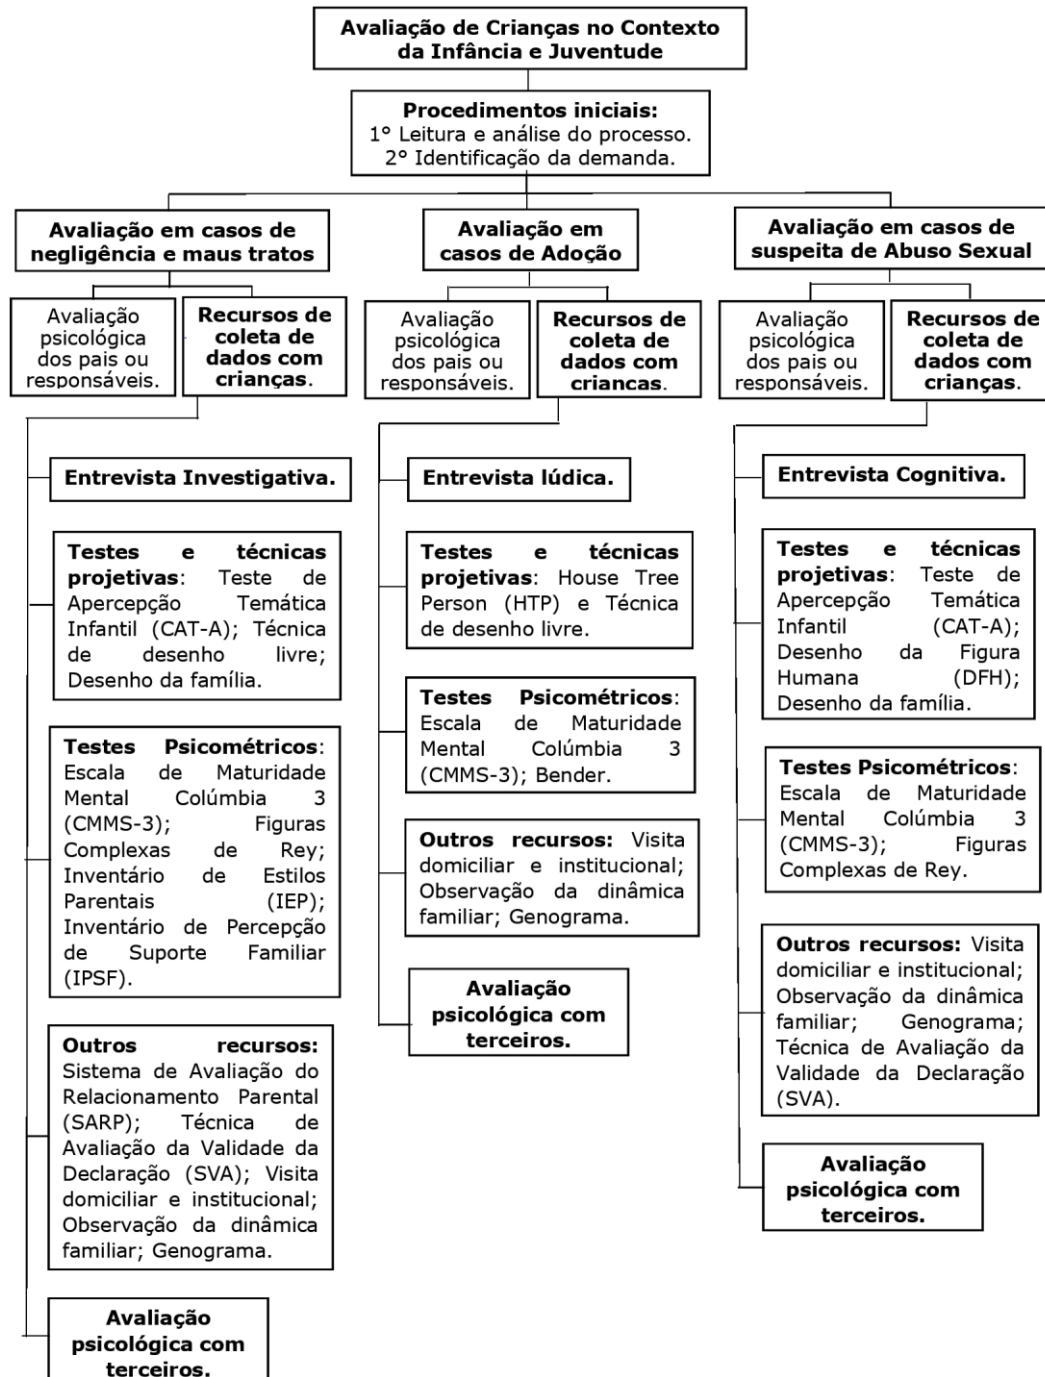 Avaliação de Crianças no Contexto
da Infância e Juventude
Procedimentos iniciais:
1° Leitura e análise do processo.
2° Identificação da demanda.
Avaliação em casos de
negligência e maus tratos
Avaliação
psicológica
dos pais ou
responsáveis.
Recursos de
coleta de
dados com
crianças.
Entrevista Investigativa.
Testes e técnicas
projetivas: Teste de
Apercepção Temática
Infantil (CAT-A); Técnica
de desenho livre;
Desenho da família.
Testes Psicométricos:
Escala de Maturidade
Mental Colúmbia 3
(CMMS-3); Figuras
Complexas de Rey;
Inventário de Estilos
Parentais (IEP);
Inventário de Percepção
de Suporte Familiar
(IPSF).
Outros recursos:
Sistema de Avaliação do
Relacionamento Parental
(SARP); Técnica de
Avaliação da Validade da
Declaração (SVA); Visita
domiciliar e institucional;
Observação da dinâmica
familiar; Genograma.
Avaliação
psicológica com
terceiros.
Avaliação em
casos de Adoção
Avaliação
psicológica
dos pais ou
responsáveis.
Recursos de
coleta de
dados com
criancas.
Entrevista lúdica.
Testes e técnicas
projetivas: House Tree
Person (HTP) e Técnica
de desenho livre.
Testes Psicométricos:
Escala de Maturidade
Mental Colúmbia 3
(CMMS-3); Bender.
Outros recursos: Visita
domiciliar e institucional;
Observação da dinâmica
familiar; Genograma.
Avaliação
psicológica com
terceiros.
Avaliação em casos de
suspeita de Abuso Sexual
Avaliação
psicológica
dos pais ou
responsáveis.
Recursos de
coleta de
dados com
crianças.
Entrevista Cognitiva.
Testes e técnicas
projetivas: Teste de
Apercepção Temática
Infantil (CAT-A);
Desenho da Figura
Humana (DFH);
Desenho da família.
Testes Psicométricos:
Escala de Maturidade
Mental Colúmbia 3
(CMMS-3); Figuras
Complexas de Rey.
Outros recursos: Visita
domiciliar e institucional;
Observação da dinâmica
familiar; Genograma;
Técnica de Avaliação da
Validade da Declaração
(SVA).
Avaliação
psicológica com
terceiros.